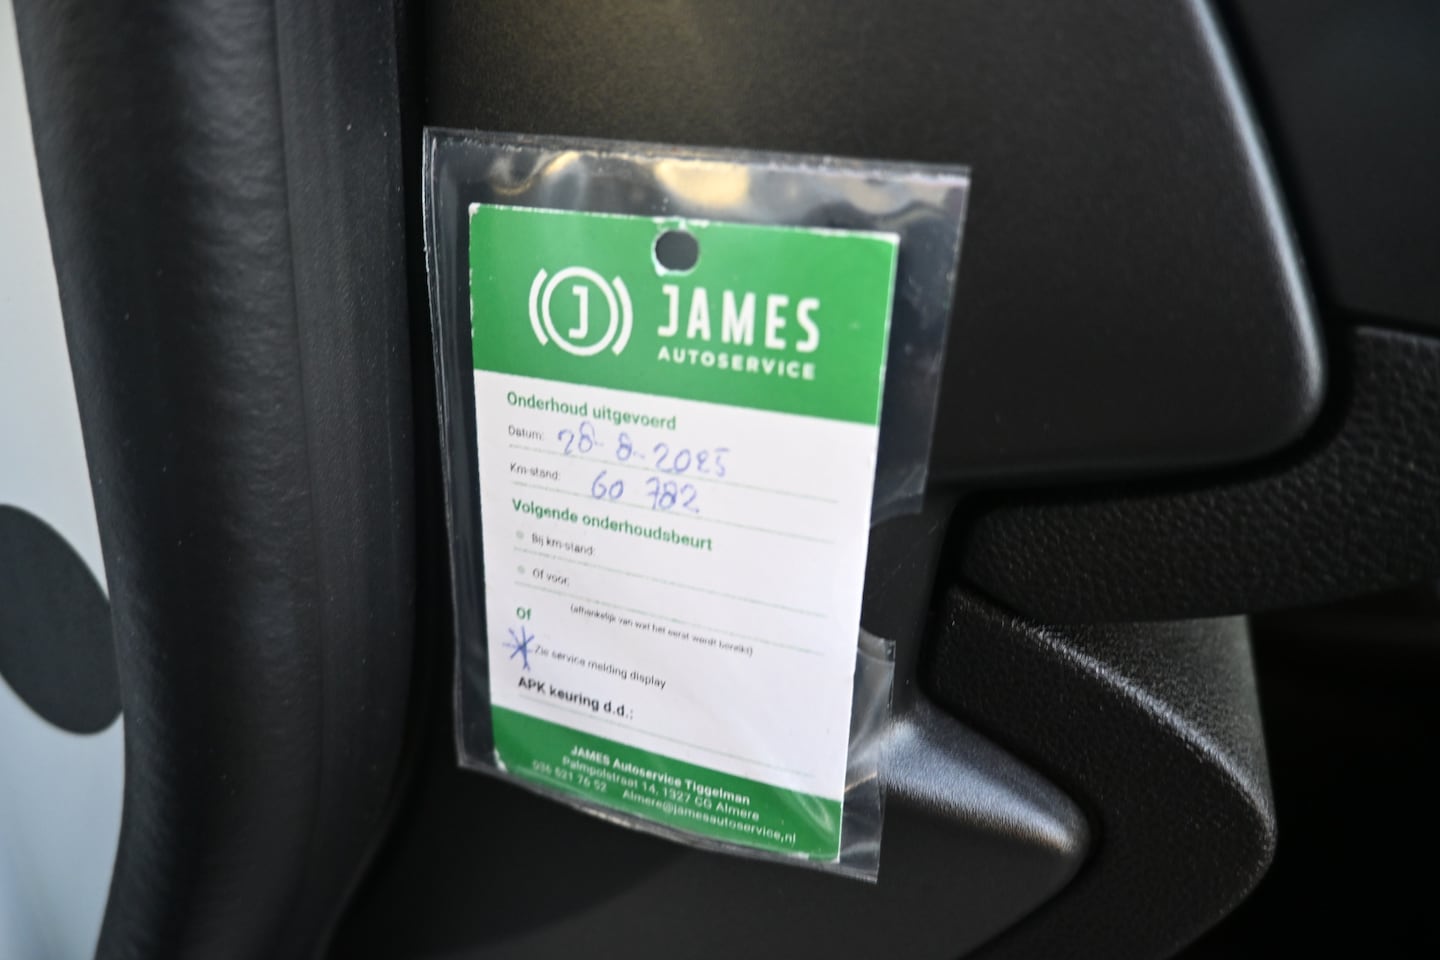 J JAMES
AUTOSERVICE
Onderhoud uitgevoerd
Datum: 28-8-2025
Km-stand: 60 782
Volgende onderhoudsbeurt
Bij km-stand:
Of voor:
(afhankelijk van wat het eerst wordt bereikt)
Of
Zie service melding display
APK keuring d.d.:
JAMES Autoservice Tiggelman
Palmpolstraat 14, 1327 CG Almere
036 521 76 52 Almere@jamesautoservice.nl